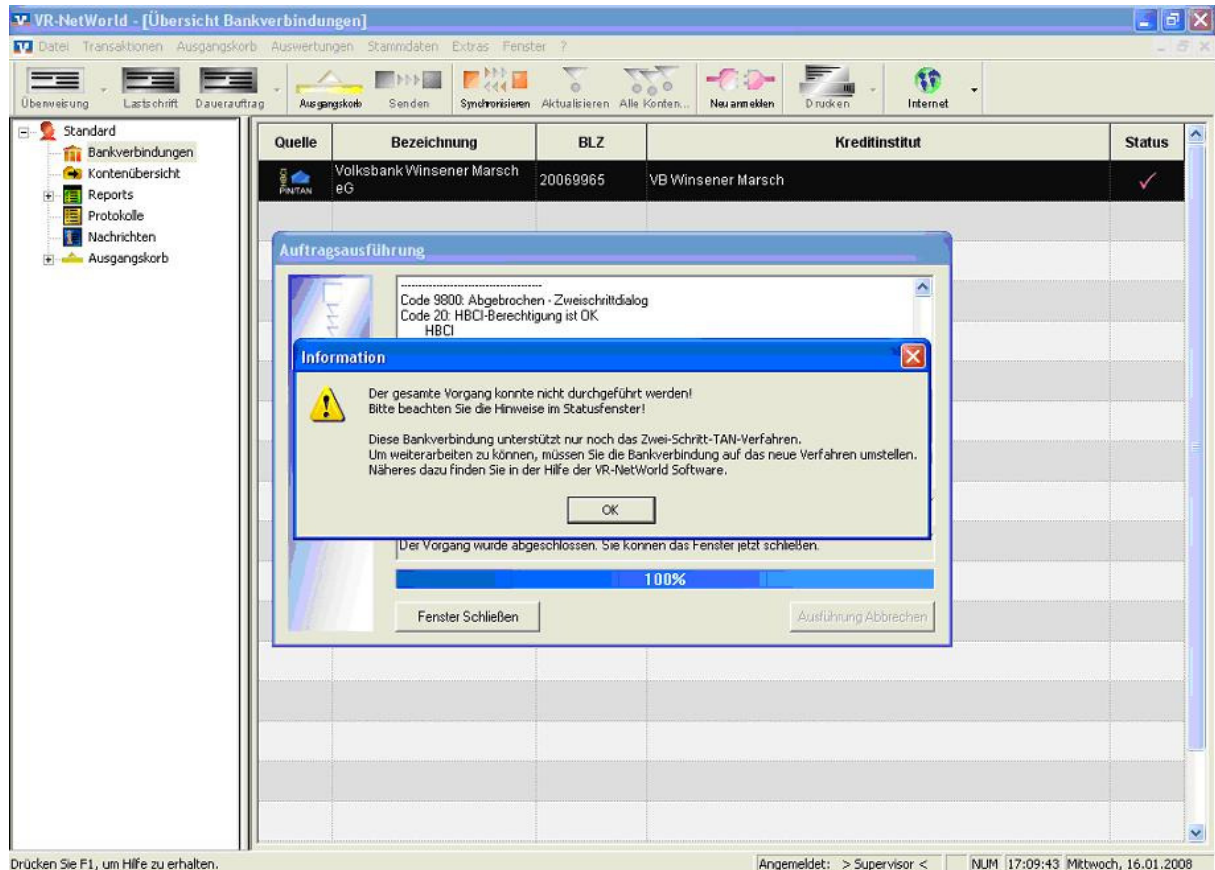 VR-NetWorld - [Übersicht Bankverbindungen]
Datei Transaktionen Ausgangskorb Auswertungen Stammdaten Extras Fenster ?
Überweisung Lastschrift Dauerauftrag Ausgangskorb Senden Synchronisieren Aktualisieren Alle Konten... Neu anmelden Drucken Internet
Standard
Bankverbindungen
Kontenübersicht
Reports
Protokolle
Nachrichten
Ausgangskorb
Quelle Bezeichnung BLZ Kreditinstitut Status
HBCI
PIN/TAN
Volksbank Winsener Marsch
eG
20069965
VB Winsener Marsch
Auftragsausführung
Code 9800: Abgebrochen - Zweischrittdialog
Code 20: HBCI-Berechtigung ist OK
HBCI
Information
Der gesamte Vorgang konnte nicht durchgeführt werden!
Bitte beachten Sie die Hinweise im Statusfenster!
Diese Bankverbindung unterstützt nur noch das Zwei-Schritt-TAN-Verfahren.
Um weiterarbeiten zu können, müssen Sie die Bankverbindung auf das neue Verfahren umstellen.
Näheres dazu finden Sie in der Hilfe der VR-NetWorld Software.
OK
Der Vorgang wurde abgeschlossen. Sie können das Fenster jetzt schließen.
100%
Fenster Schließen
Ausführung Abbrechen
Drücken Sie F1, um Hilfe zu erhalten.
Angemeldet: > Supervisor < NUM 17:09:43 Mittwoch, 16.01.2008